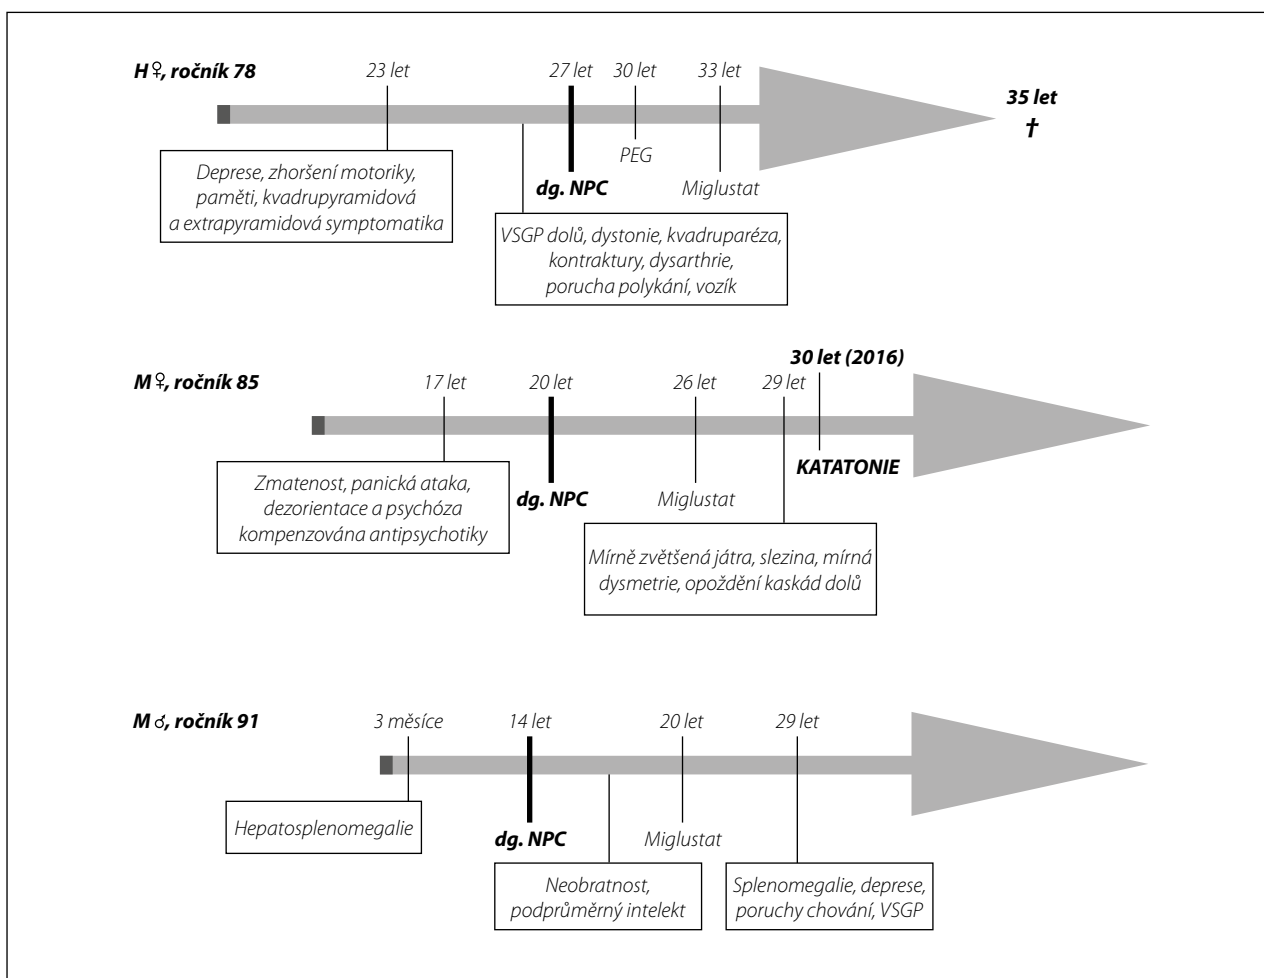 H♀, ročník 78
23 let
27 let
30 let
33 let
35 let
†
Deprese, zhoršení motoriky,
paměti, kvadrupyramidová
a extrapyramidová symptomatika
PEG
dg. NPC
Miglustat
VSGP dolů, dystonie, kvadruparéza,
kontraktury, dysarthrie,
porucha polykání, vozík
M♀, ročník 85
17 let
20 let
26 let
29 let
30 let (2016)
KATATONIE
Zmatenost, panická ataka,
dezorientace a psychóza
kompenzována antipsychotiky
dg. NPC
Miglustat
Mírně zvětšená játra, slezina, mírná
dysmetrie, opoždění kaskád dolů
M♂, ročník 91
3 měsíce
14 let
20 let
29 let
Hepatosplenomegalie
dg. NPC
Miglustat
Neobratnost,
podprůměrný intelekt
Splenomegalie, deprese,
poruchy chování, VSGP